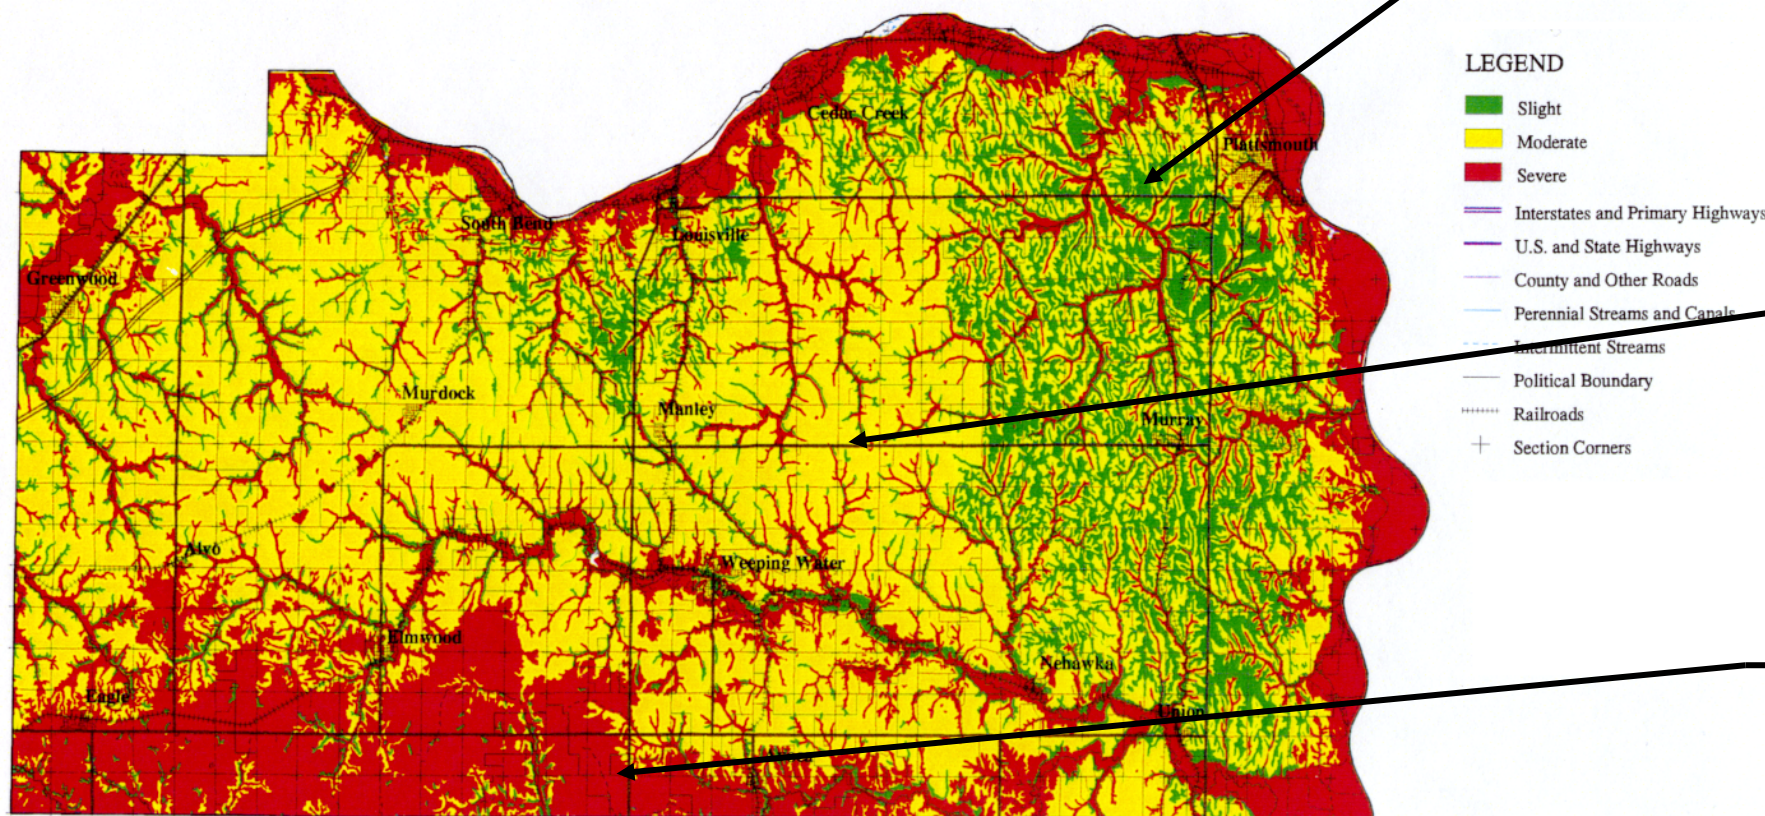 LEGEND
Slight
Moderate
Severe
Interstates and Primary Highways
U.S. and State Highways
County and Other Roads
Perennial Streams and Canals
Intermittent Streams
Political Boundary
Railroads
Section Corners
Cedar Creek
Plattsmouth
South Bend
Louisville
Greenwood
Murdock
Manley
Murray
Alvo
Weeping Water
Elmwood
Nehawka
Eagle
Union